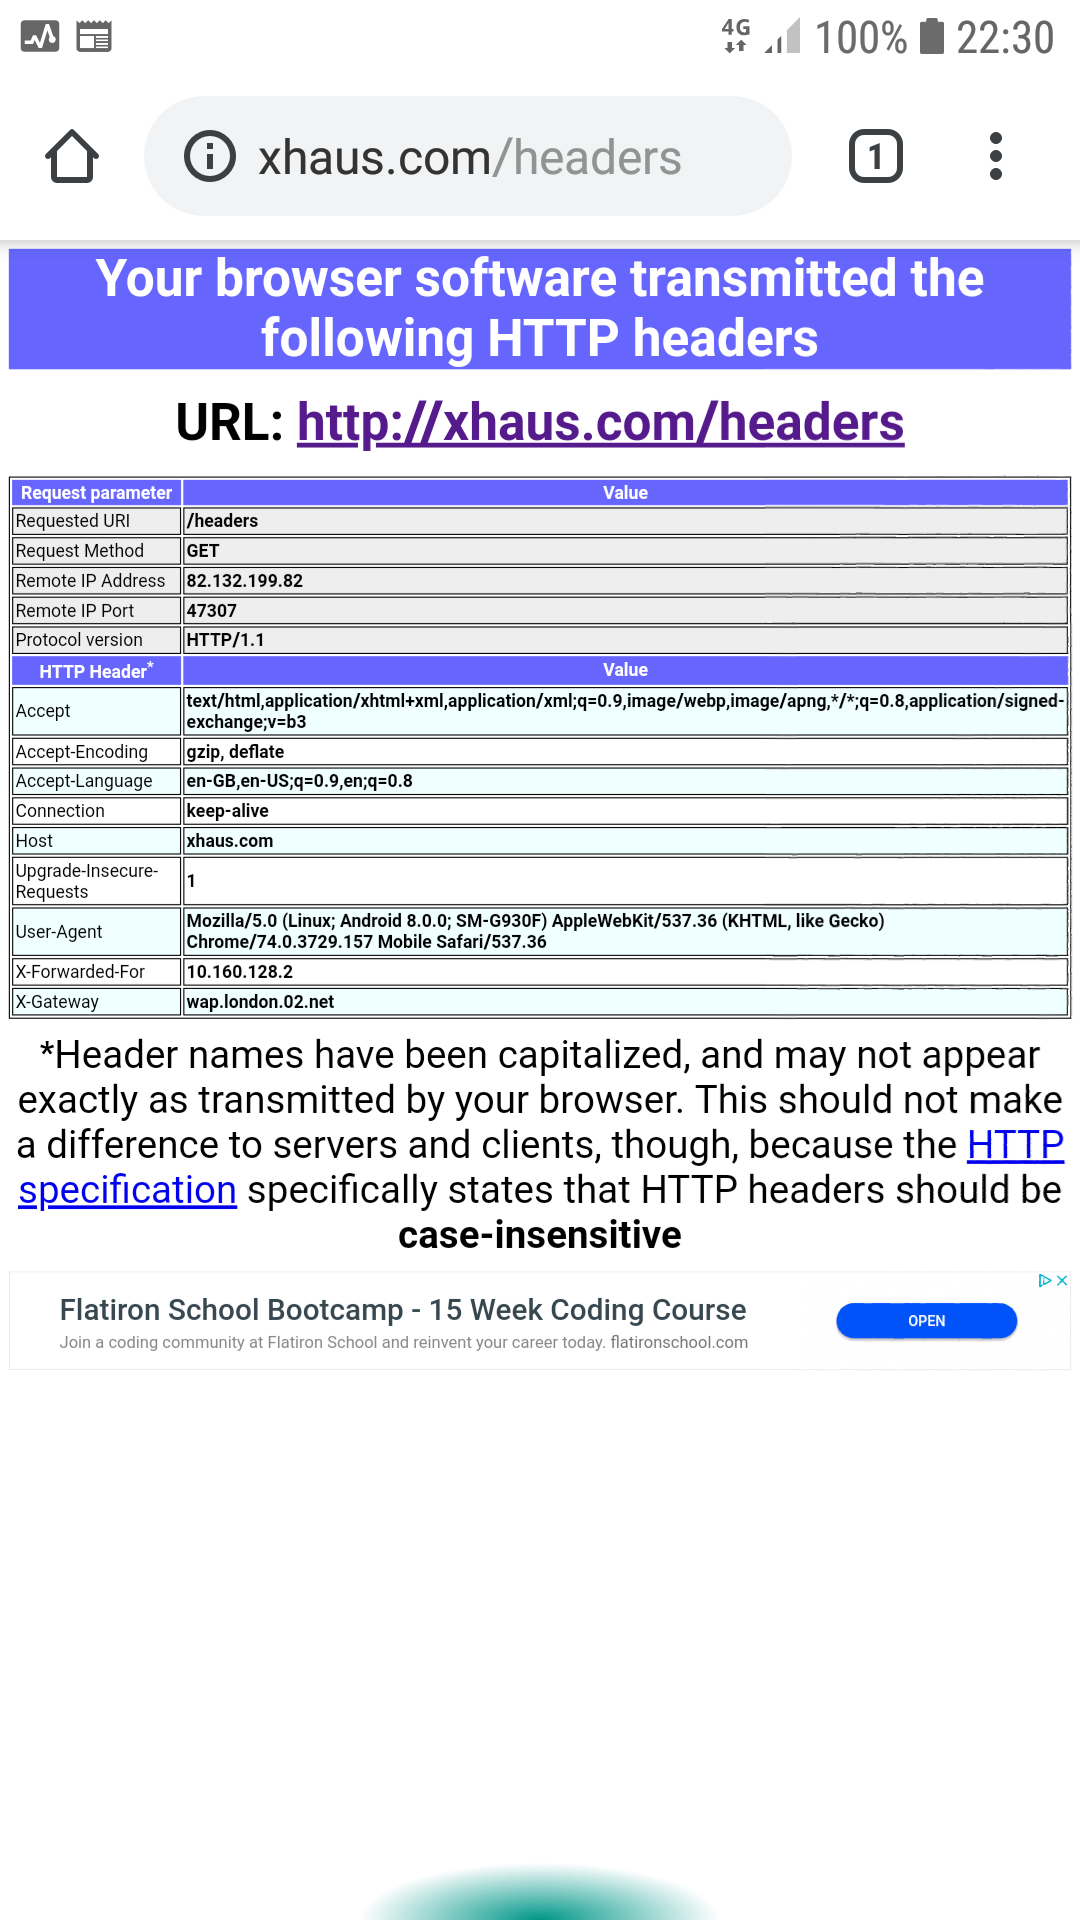 4G 100% 22:30
xhaus.com/headers 1
Your browser software transmitted the
following HTTP headers
URL: http://xhaus.com/headers
Request parameter Value
Requested URI /headers
Request Method GET
Remote IP Address 82.132.199.82
Remote IP Port 47307
Protocol version HTTP/1.1
HTTP Header* Value
Accept text/html,application/xhtml+xml,application/xml;q=0.9,image/webp,image/apng,*/*;q=0.8,application/signed-
exchange;v=b3
Accept-Encoding gzip, deflate
Accept-Language en-GB,en-US;q=0.9,en;q=0.8
Connection keep-alive
Host xhaus.com
Upgrade-Insecure-
Requests 1
User-Agent Mozilla/5.0 (Linux; Android 8.0.0; SM-G930F) AppleWebKit/537.36 (KHTML, like Gecko)
Chrome/74.0.3729.157 Mobile Safari/537.36
X-Forwarded-For 10.160.128.2
X-Gateway wap.london.02.net
*Header names have been capitalized, and may not appear
exactly as transmitted by your browser. This should not make
a difference to servers and clients, though, because the HTTP
specification specifically states that HTTP headers should be
case-insensitive
Flatiron School Bootcamp - 15 Week Coding Course
Join a coding community at Flatiron School and reinvent your career today. flatironschool.com
OPEN